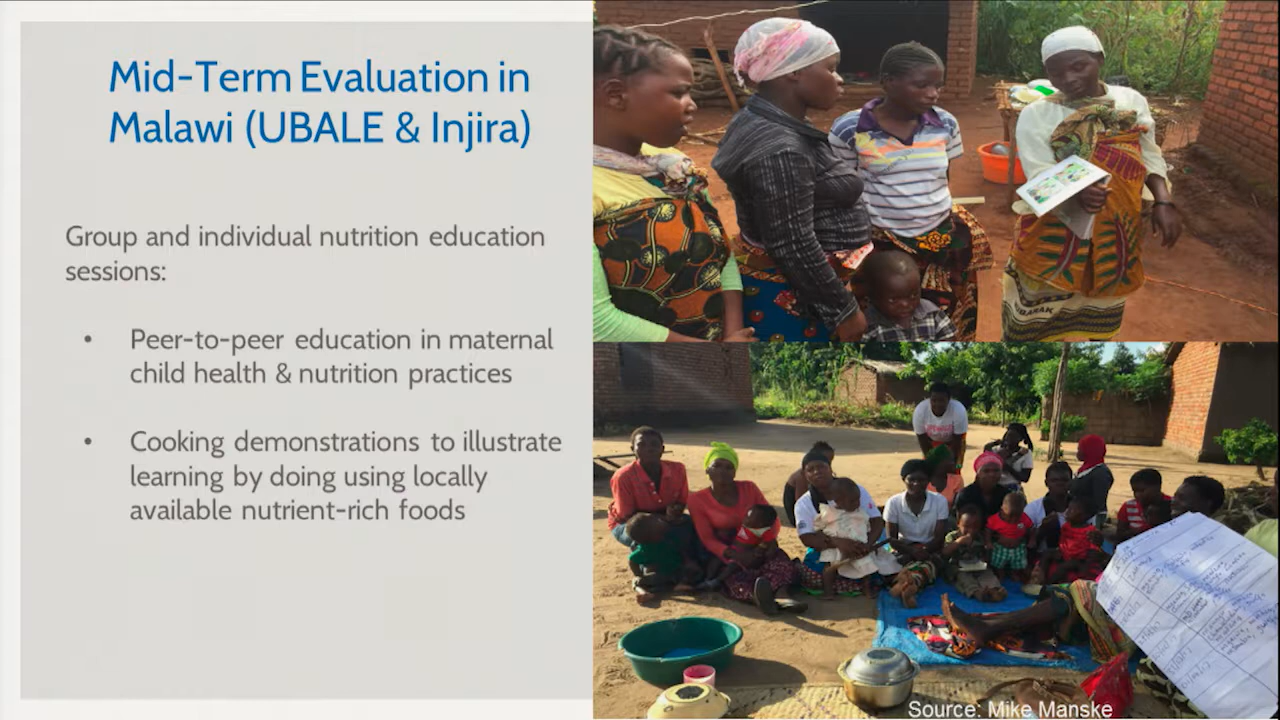 Mid-Term Evaluation in
Malawi (UBALE & Injira)
Group and individual nutrition education
sessions:
• Peer-to-peer education in maternal
child health & nutrition practices
• Cooking demonstrations to illustrate
learning by doing using locally
available nutrient-rich foods
Source: Mike Manske